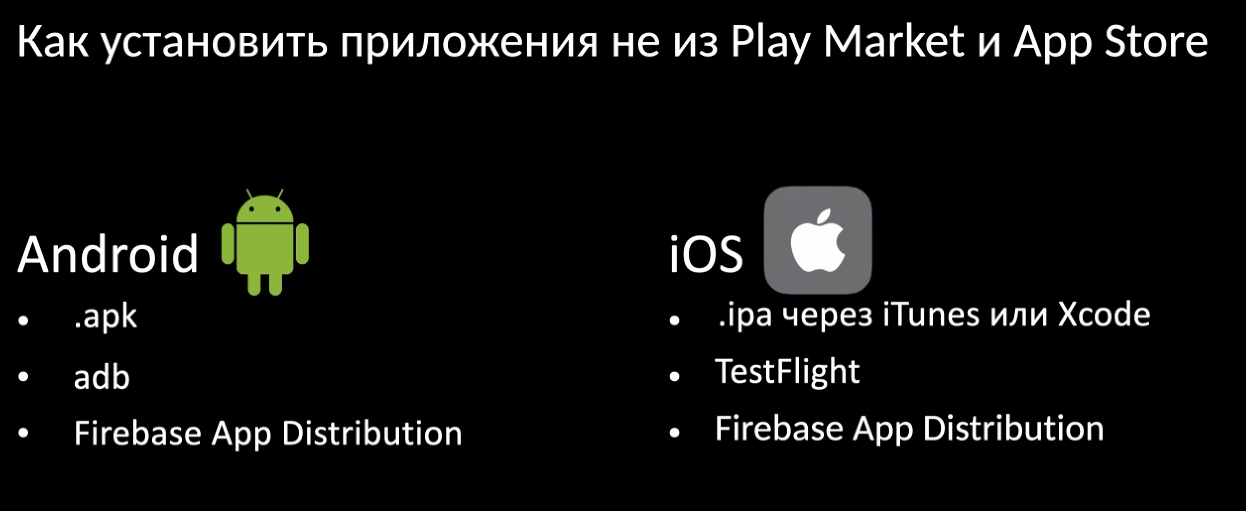 Как установить приложения не из Play Market и App Store
Android
• .apk
• adb
• Firebase App Distribution
iOS
• .ipa через iTunes или Xcode
• TestFlight
• Firebase App Distribution